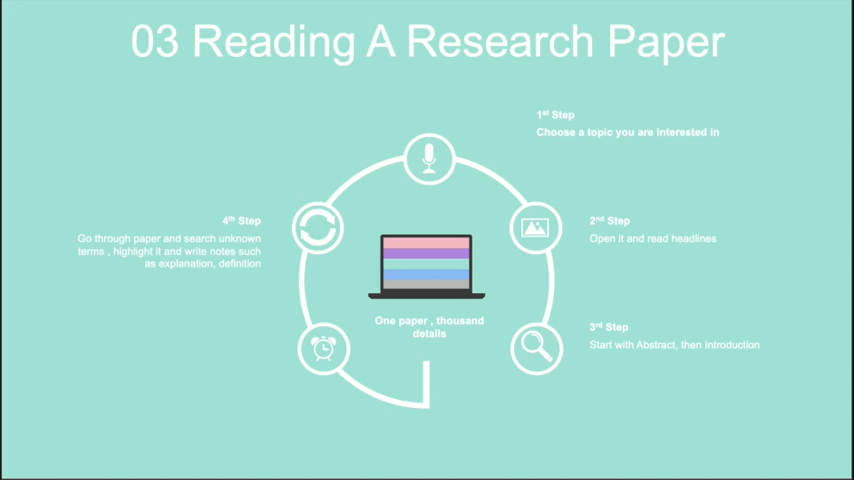 03 Reading A Research Paper
1st Step
Choose a topic you are interested in
2nd Step
Open it and read headlines
3rd Step
Start with Abstract, then Introduction
4th Step
Go through paper and search unknown
terms , highlight it and write notes such
as explanation, definition
One paper , thousand
details